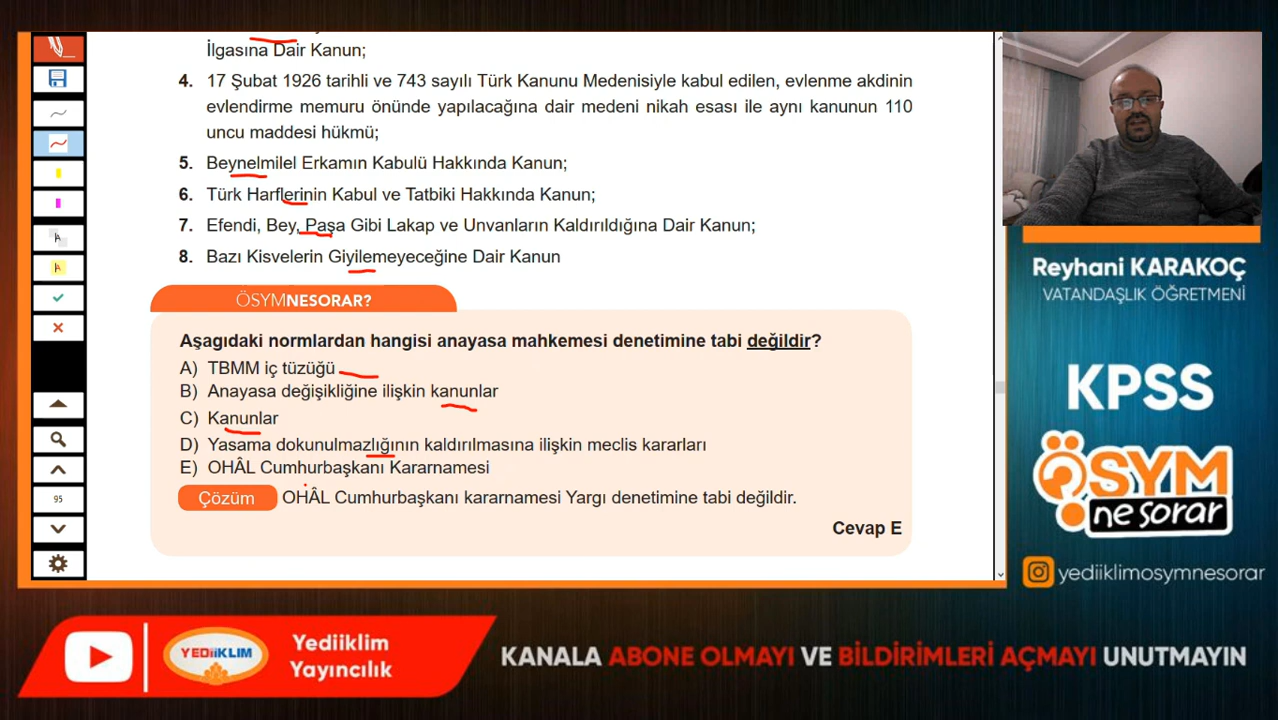 İlgasına Dair Kanun;
4. 17 Şubat 1926 tarihli ve 743 sayılı Türk Kanunu Medenisiyle kabul edilen, evlenme akdinin
evlendirme memuru önünde yapılacağına dair medeni nikah esası ile aynı kanunun 110
uncu maddesi hükmü;
5. Beynelmilel Erkamın Kabulü Hakkında Kanun;
6. Türk Harflerinin Kabul ve Tatbiki Hakkında Kanun;
7. Efendi, Bey, Paşa Gibi Lakap ve Unvanların Kaldırıldığına Dair Kanun;
8. Bazı Kisvelerin Giyilemeyeceğine Dair Kanun
ÖSYMNESORAR?
Aşagıdaki normlardan hangisi anayasa mahkemesi denetimine tabi değildir?
A) TBMM iç tüzüğü
B) Anayasa değişikliğine ilişkin kanunlar
C) Kanunlar
D) Yasama dokunulmazlığının kaldırılmasına ilişkin meclis kararları
E) OHÂL Cumhurbaşkanı Kararnamesi
Çözüm OHÂL Cumhurbaşkanı kararnamesi Yargı denetimine tabi değildir.
Cevap E
95
Reyhani KARAKOÇ
VATANDAŞLIK ÖĞRETMENİ
KPSS
ÖSYM
ne sorar
yediiklimosymnesorar
YEDİİKLİM
Yediiklim
Yayıncılık
KANALA ABONE OLMAYI VE BİLDİRİMLERİ AÇMAYI UNUTMAYIN